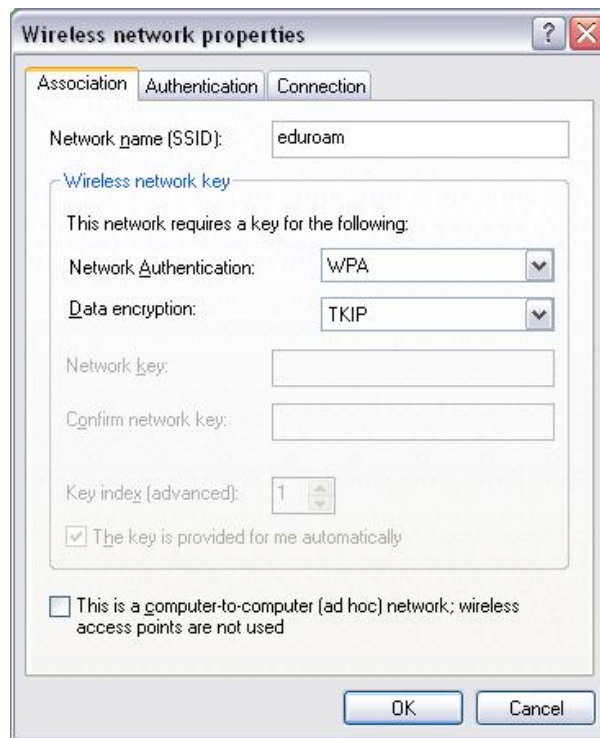 Wireless network properties
Association Authentication Connection
Network name (SSID): eduroam
Wireless network key
This network requires a key for the following:
Network Authentication: WPA
Data encryption: TKIP
Network key:
Confirm network key:
Key index (advanced): 1
The key is provided for me automatically
This is a computer-to-computer (ad hoc) network; wireless
access points are not used
OK Cancel